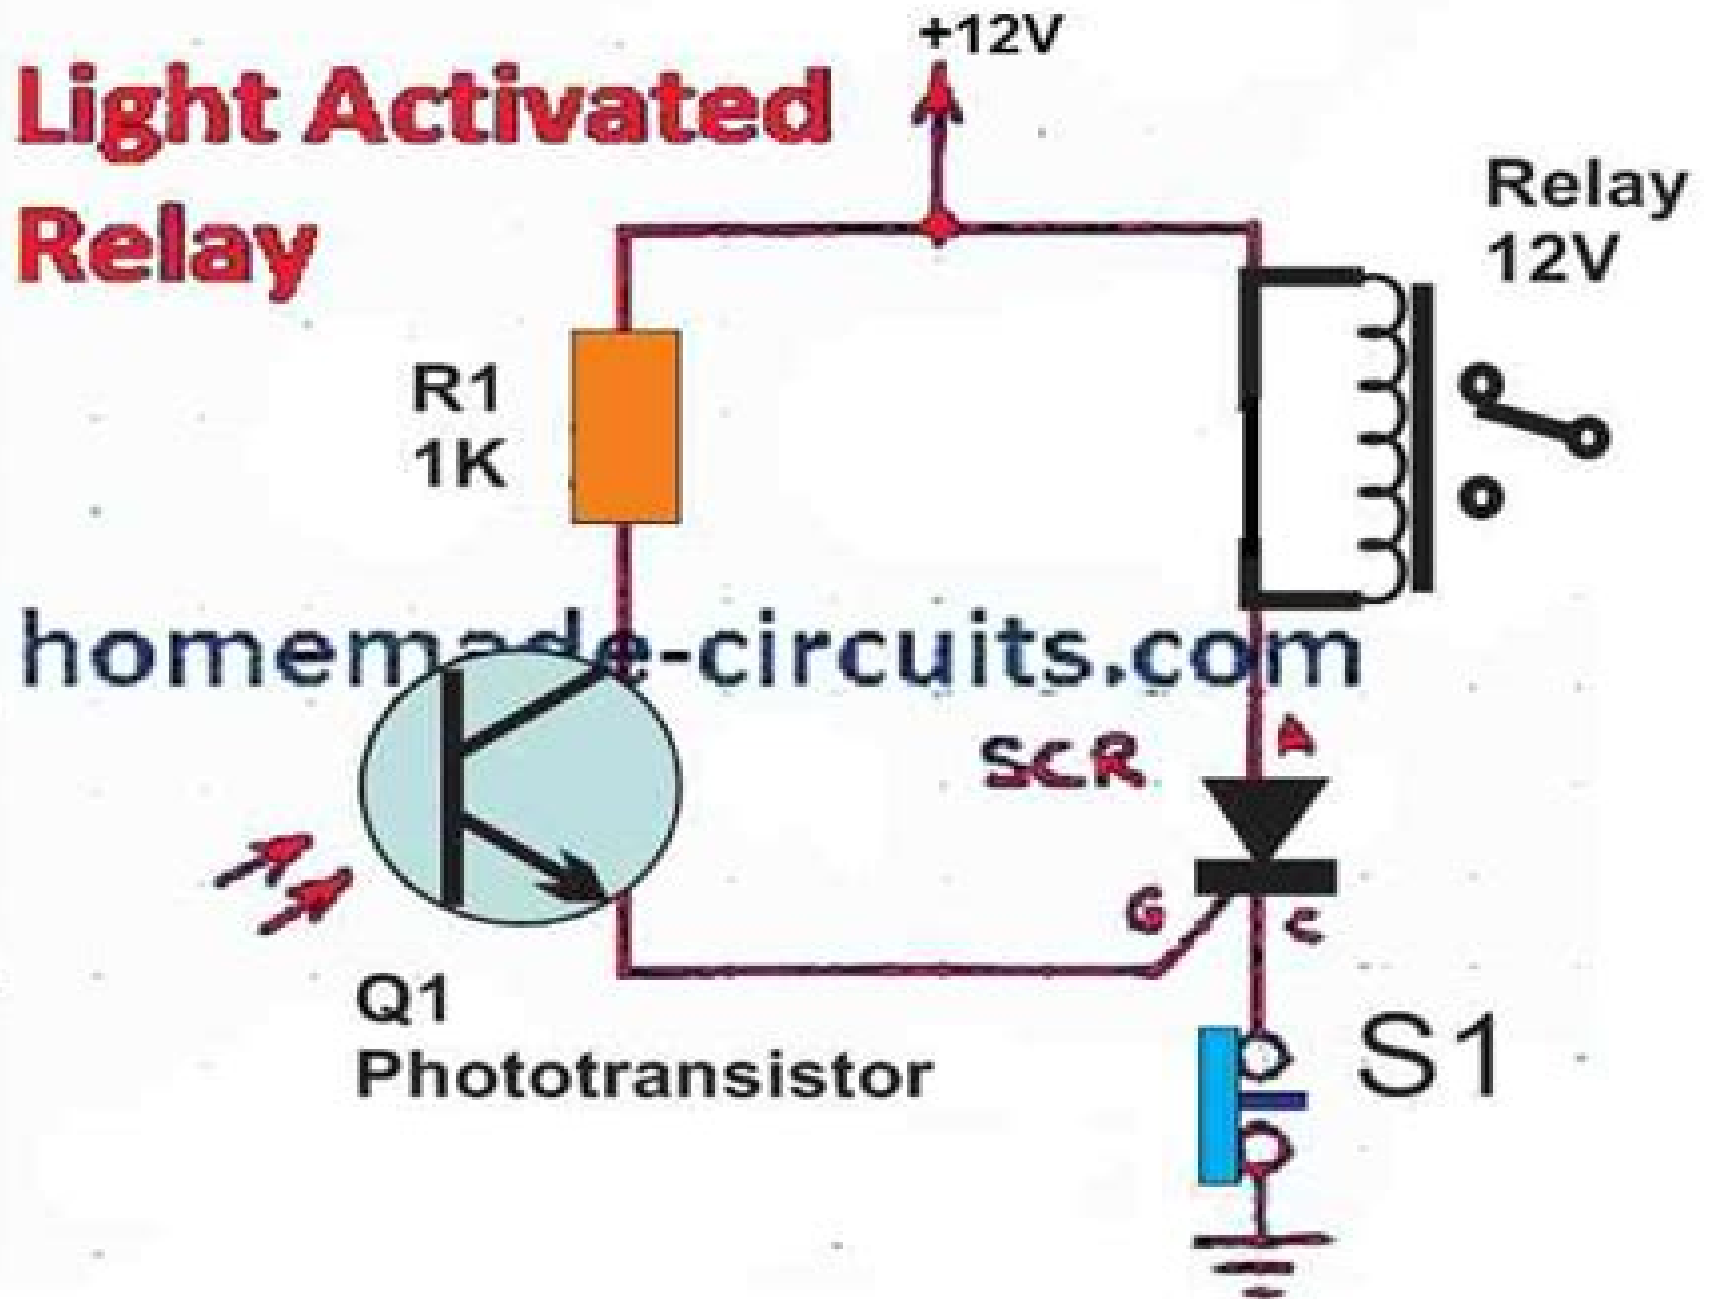 +12V
Light Activated
Relay
Relay
12V
R1
1K
homemade-circuits.com
SCR
A
G
C
Q1
Phototransistor
S1